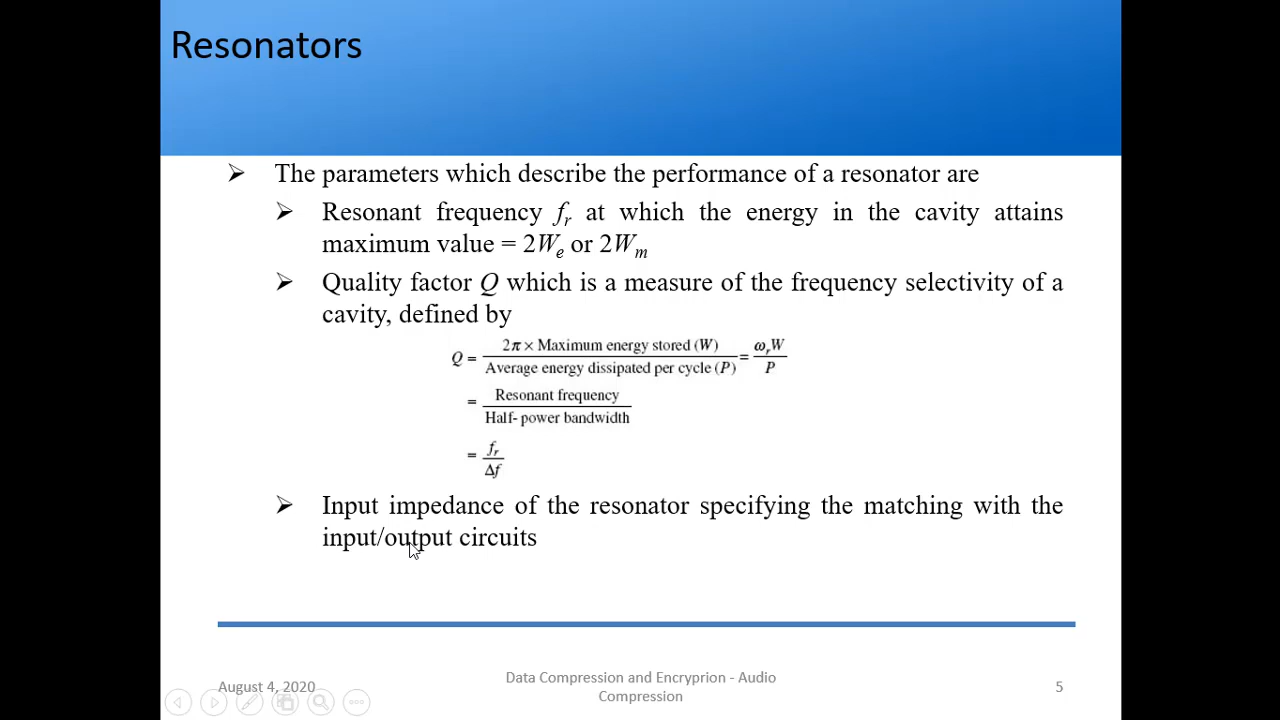 Resonators
➢ The parameters which describe the performance of a resonator are
➢ Resonant frequency fr at which the energy in the cavity attains
maximum value = 2We or 2Wm
➢ Quality factor Q which is a measure of the frequency selectivity of a
cavity, defined by
Q = 2π × Maximum energy stored (W) / Average energy dissipated per cycle (P) = ωrW / P
= Resonant frequency / Half-power bandwidth
= fr / Δf
➢ Input impedance of the resonator specifying the matching with the
input/output circuits
August 4, 2020
Data Compression and Encryprion - Audio
Compression
5